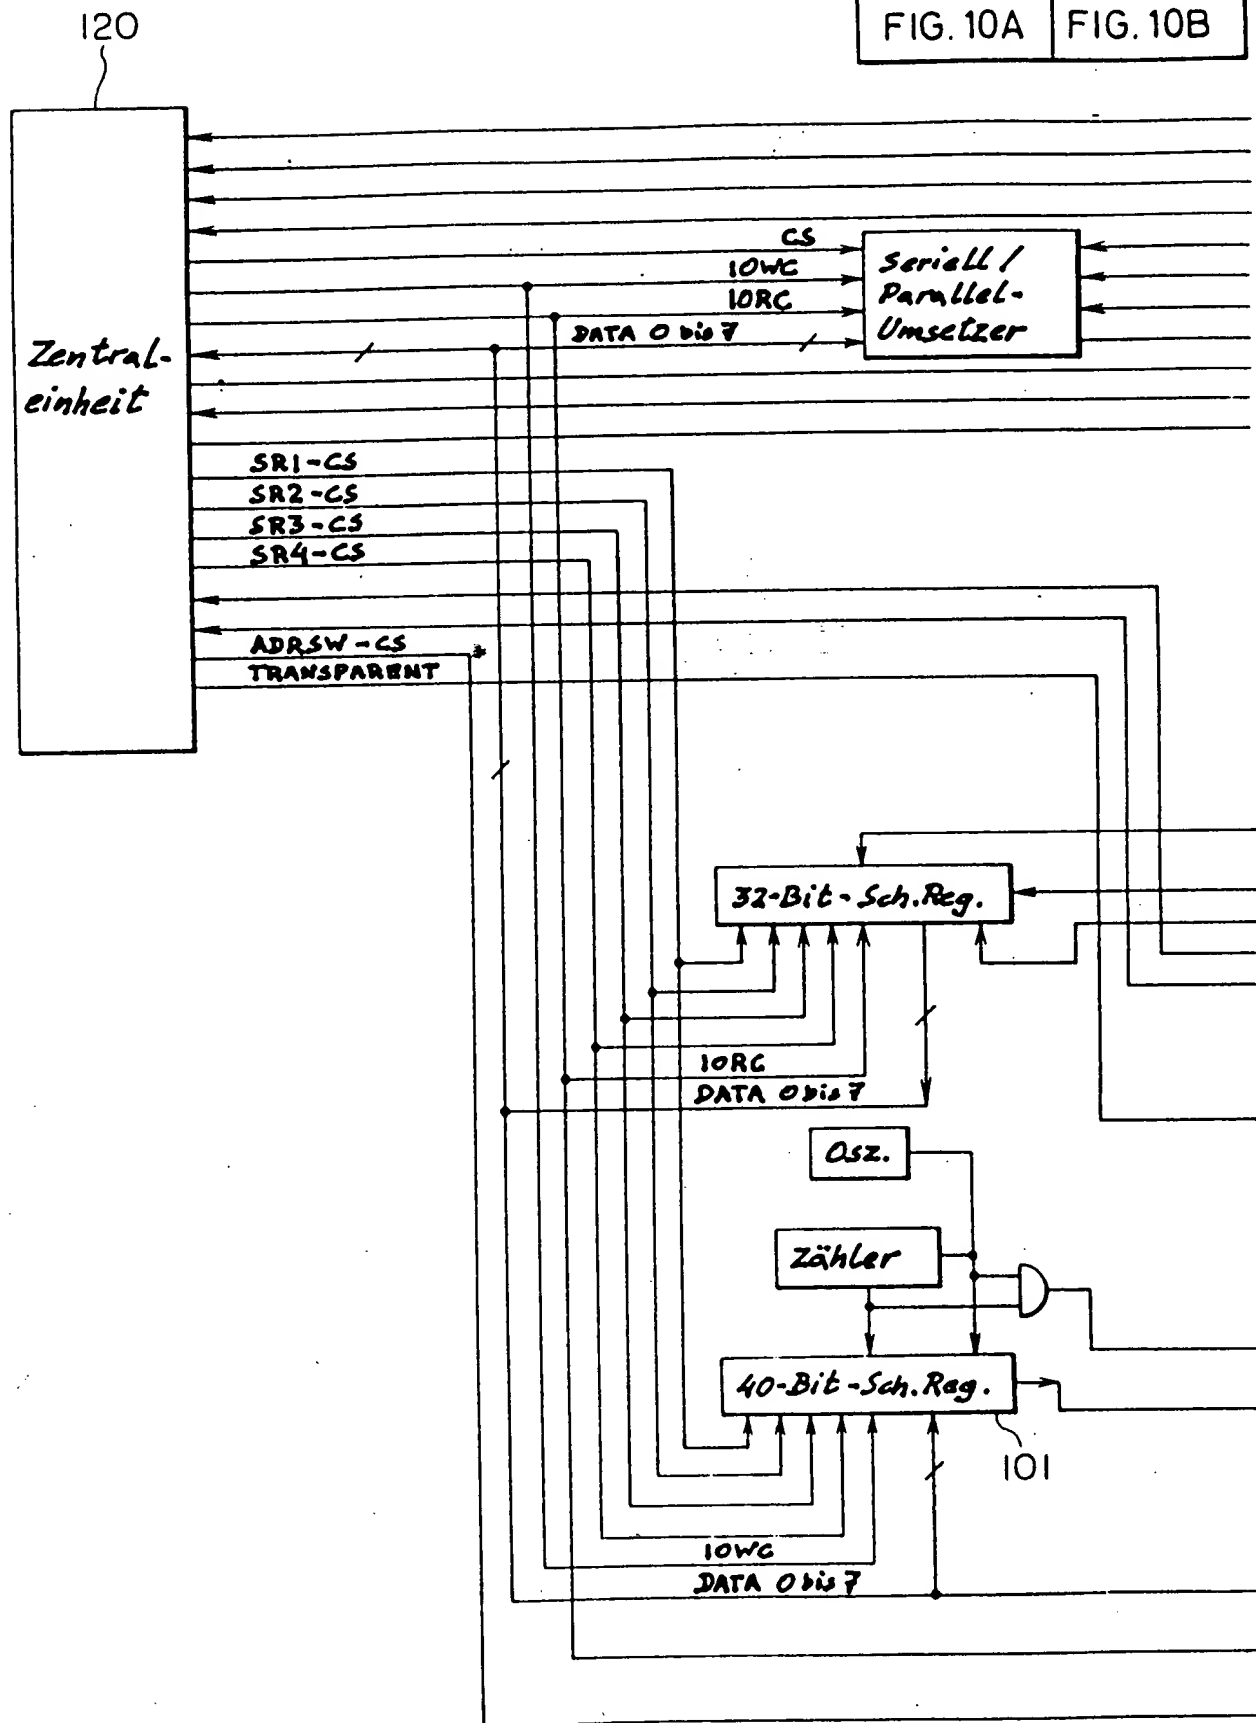 120
FIG. 10A
FIG. 10B
CS
IOWC
IORC
DATA 0 bis 7
Seriell /
Parallel-
Umsetzer
Zentral-
einheit
SR1-CS
SR2-CS
SR3-CS
SR4-CS
ADRSW-CS
TRANSPARENT
32-Bit-Sch.Reg.
IORC
DATA 0 bis 7
Osz.
Zähler
40-Bit-Sch.Reg.
101
IOWC
DATA 0 bis 7